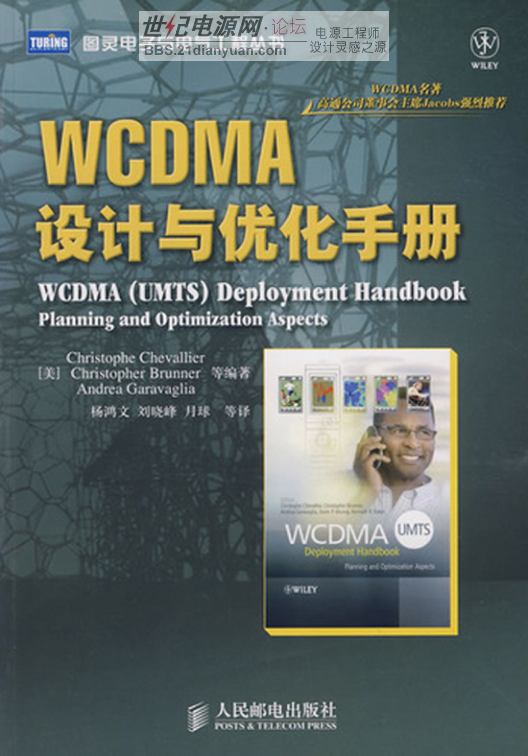 世纪电源网·论坛
BBS.21dianyuan.com
电源工程师
设计灵感之源
TURING
图灵电子
WILEY
WCDMA名著
高通公司董事会主席Jacobs强烈推荐
WCDMA
设计与优化手册
WCDMA (UMTS) Deployment Handbook
Planning and Optimization Aspects
Christophe Chevallier
[美] Christopher Brunner 等编著
Andrea Garavaglia
杨鸿文 刘晓峰 月球 等译
WCDMA UMTS
Deployment Handbook
Planning and Optimization Aspects
WILEY
人民邮电出版社
POSTS & TELECOM PRESS